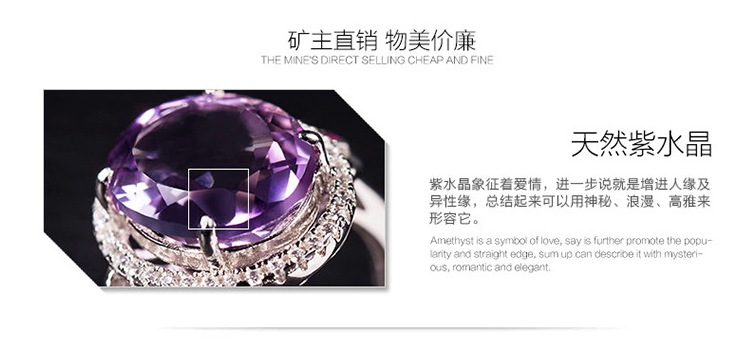 矿主直销 物美价廉
THE MINE'S DIRECT SELLING CHEAP AND FINE
天然紫水晶
紫水晶象征着爱情，进一步说就是增进人缘及
异性缘，总结起来可以用神秘、浪漫、高雅来
形容它。
Amethyst is a symbol of love, say is further promote the popu-
larity and straight edge, sum up can describe it with mysteri-
ous, romantic and elegant.